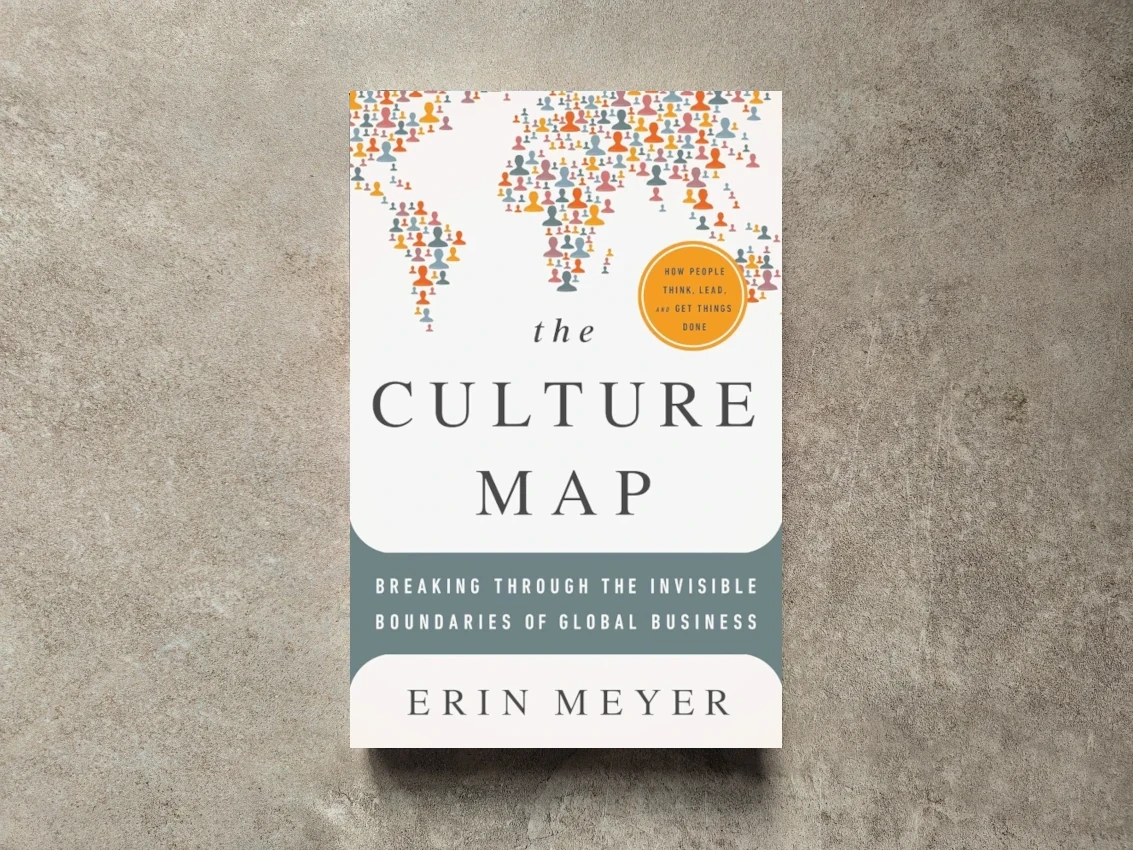 HOW PEOPLE
THINK, LEAD,
AND GET THINGS
DONE
the
CULTURE
MAP
BREAKING THROUGH THE INVISIBLE
BOUNDARIES OF GLOBAL BUSINESS
ERIN MEYER